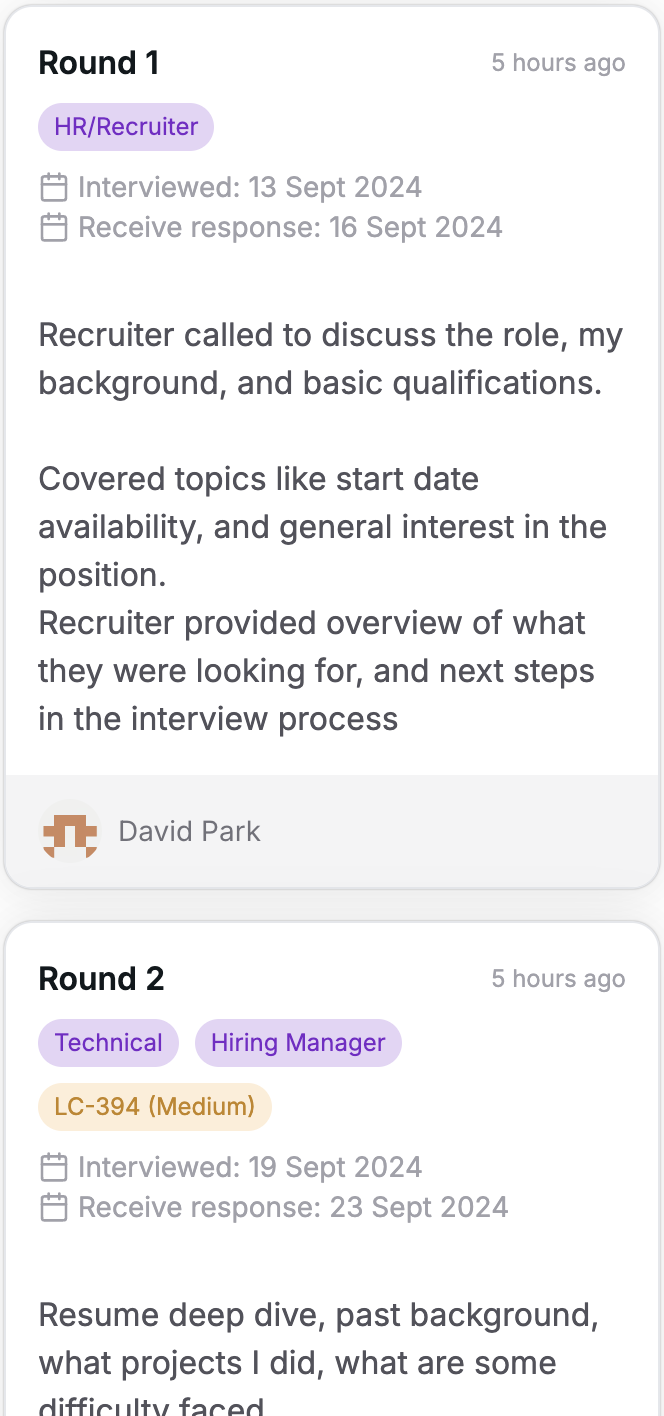 Round 1
5 hours ago
HR/Recruiter
Interviewed: 13 Sept 2024
Receive response: 16 Sept 2024
Recruiter called to discuss the role, my
background, and basic qualifications.
Covered topics like start date
availability, and general interest in the
position.
Recruiter provided overview of what
they were looking for, and next steps
in the interview process
David Park
Round 2
5 hours ago
Technical
Hiring Manager
LC-394 (Medium)
Interviewed: 19 Sept 2024
Receive response: 23 Sept 2024
Resume deep dive, past background,
what projects I did, what are some
difficulty faced